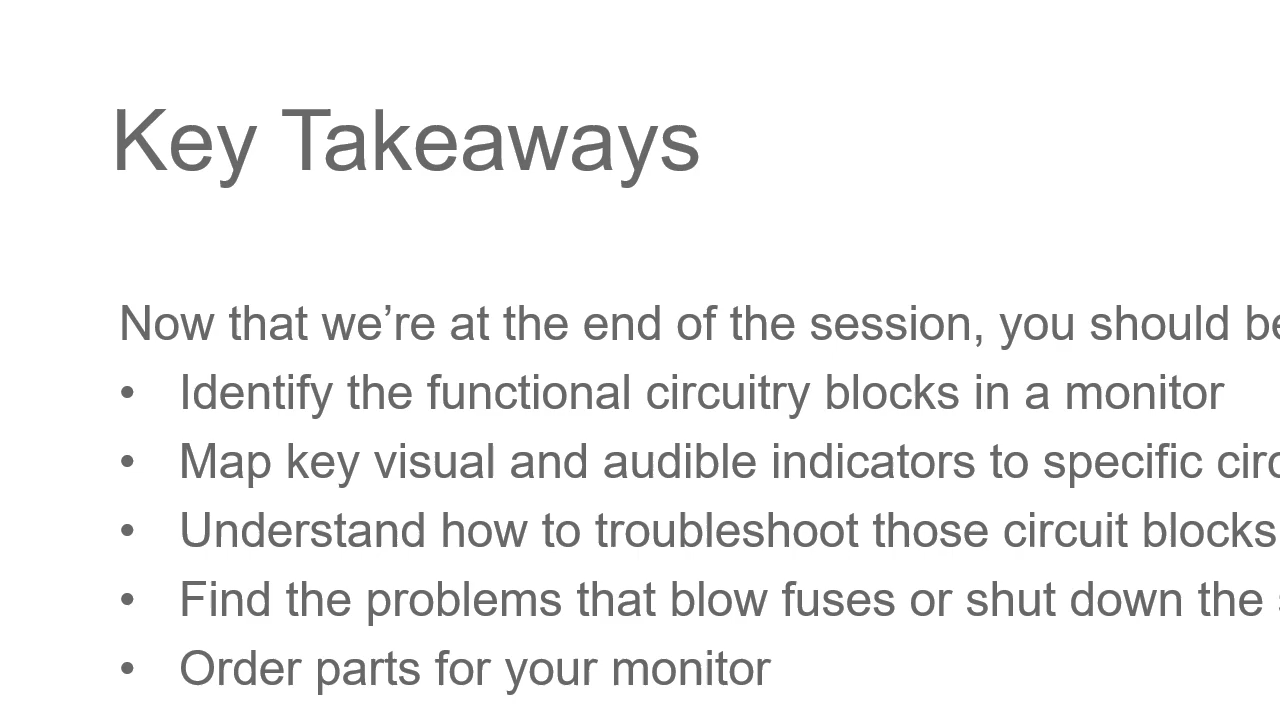 Key Takeaways
Now that we’re at the end of the session, you should be
• Identify the functional circuitry blocks in a monitor
• Map key visual and audible indicators to specific circ
• Understand how to troubleshoot those circuit blocks
• Find the problems that blow fuses or shut down the
• Order parts for your monitor